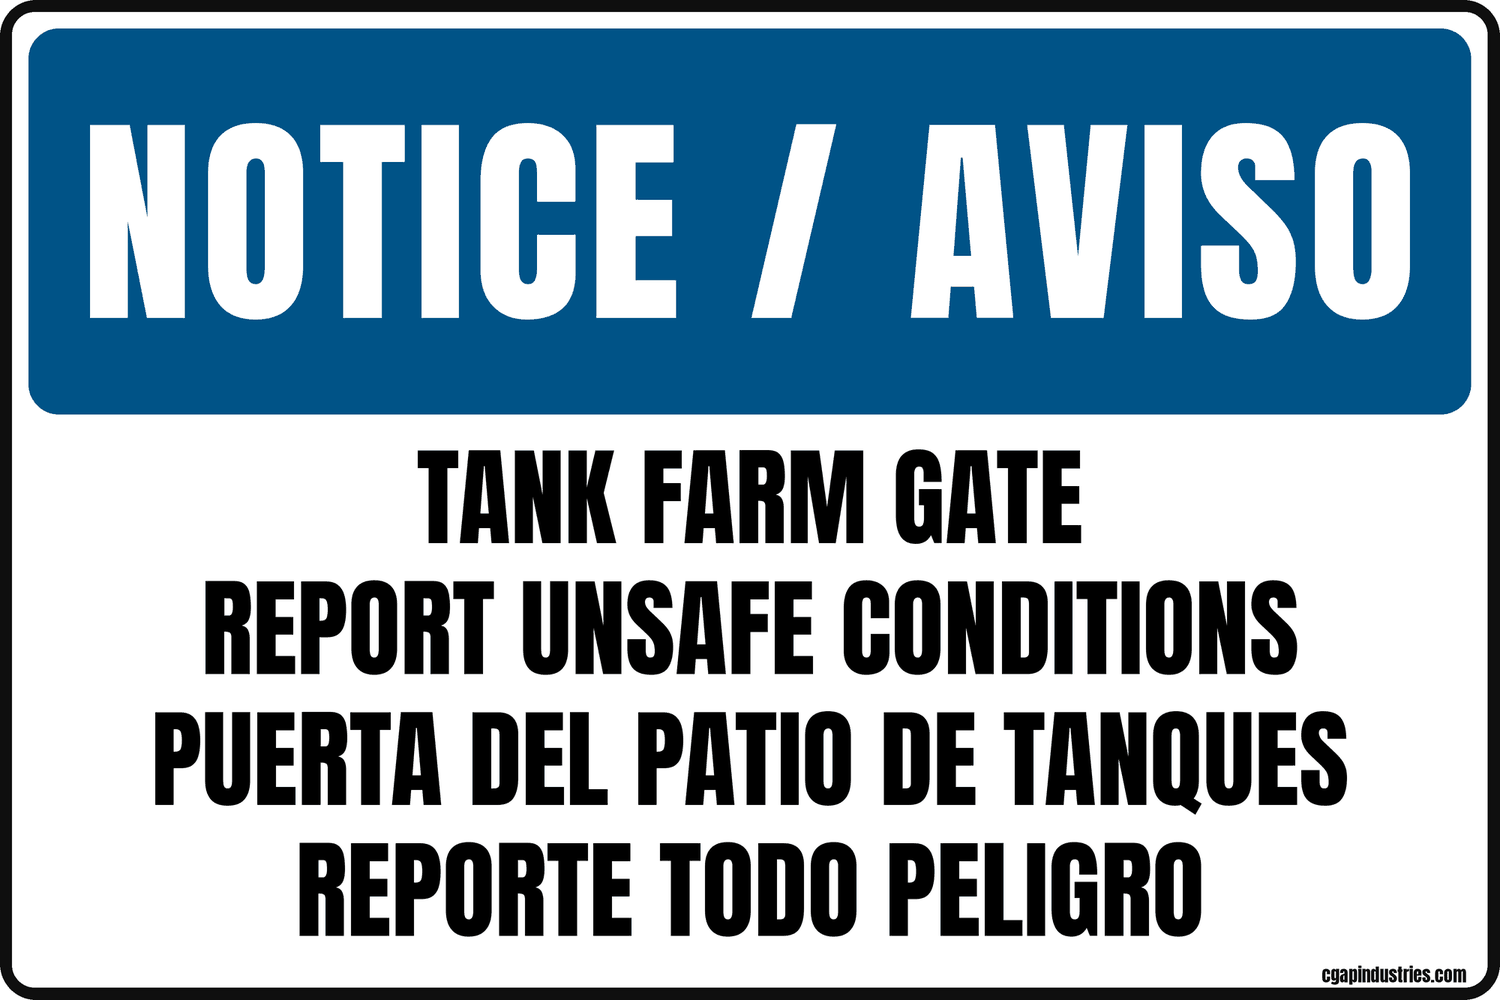 NOTICE / AVISO
TANK FARM GATE
REPORT UNSAFE CONDITIONS
PUERTA DEL PATIO DE TANQUES
REPORTE TODO PELIGRO
cgapindustries.com